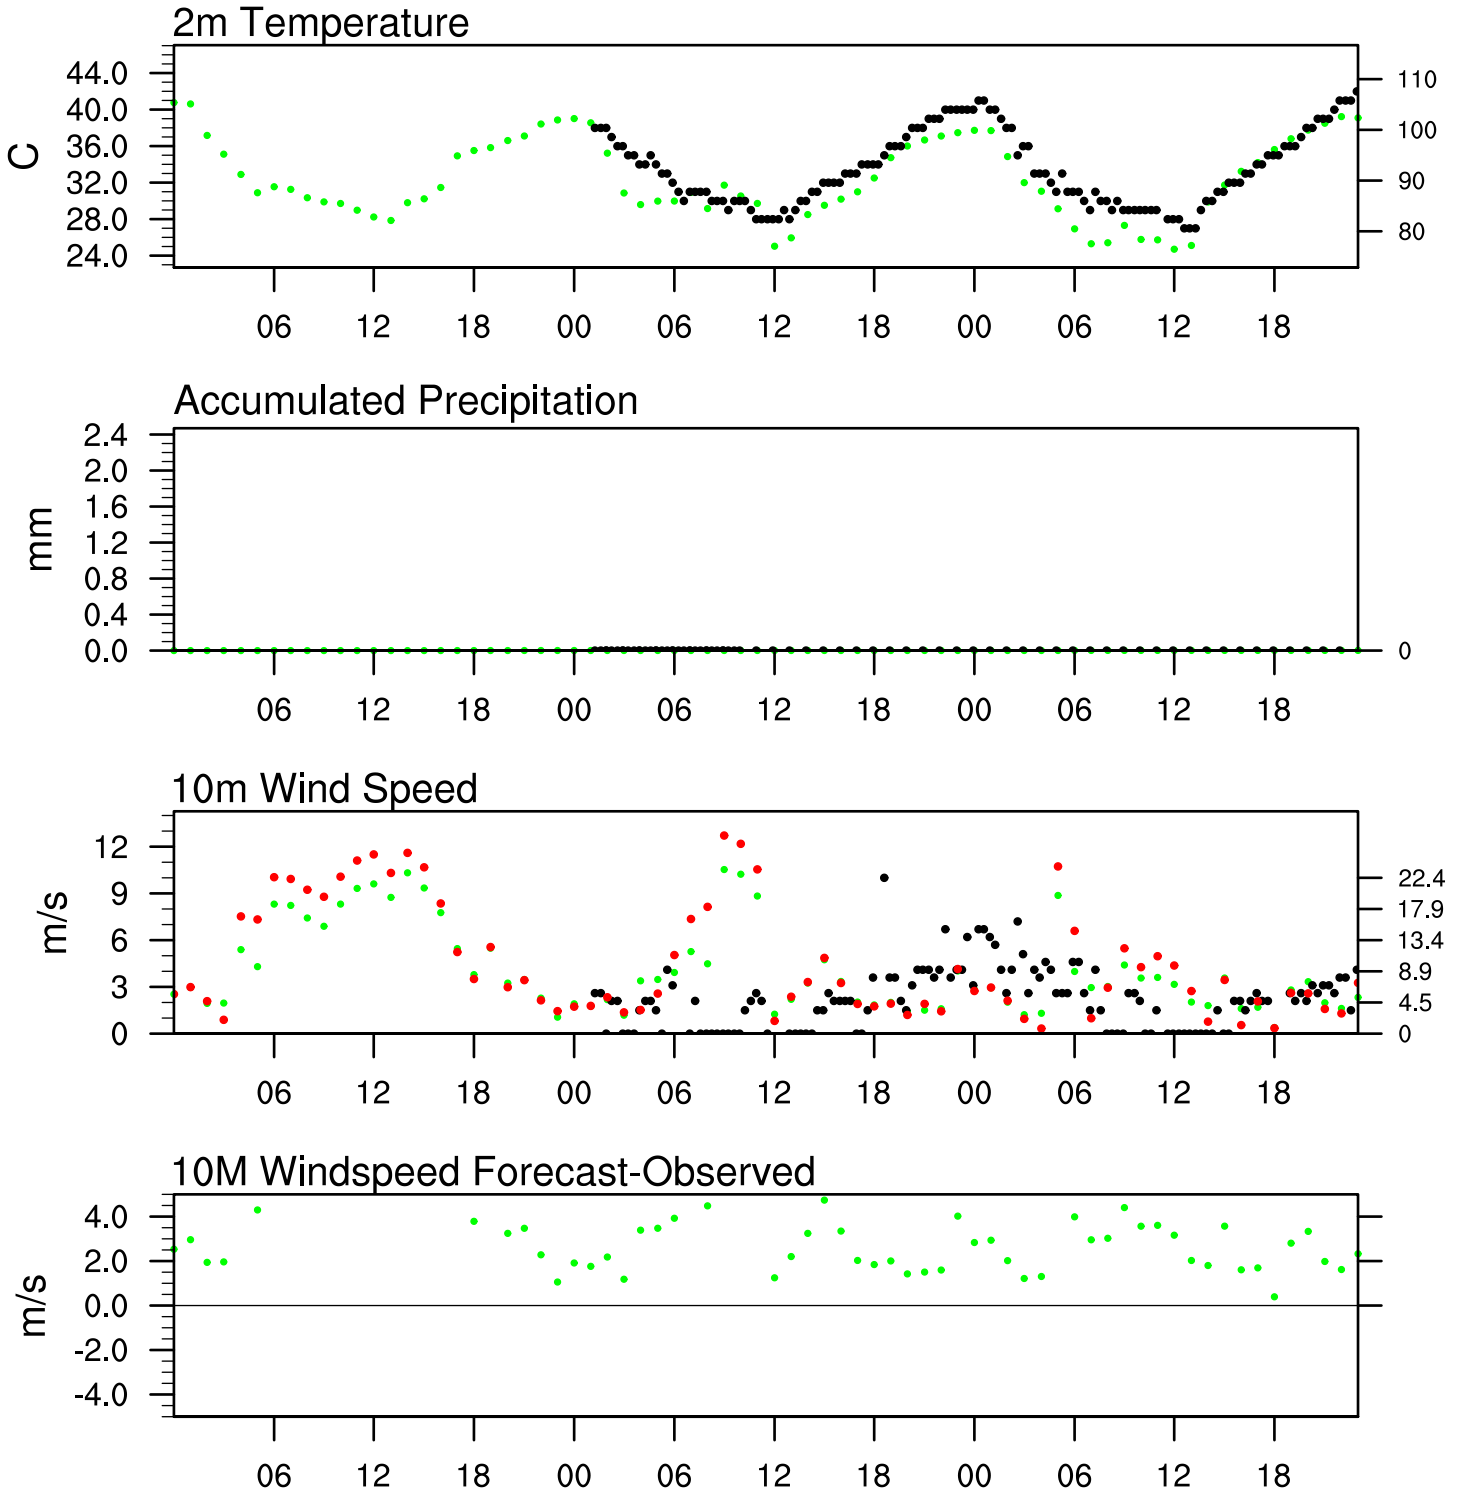 2m Temperature
44.0
40.0
36.0
32.0
28.0
24.0
C
110
100
90
80
06 12 18 00 06 12 18 00 06 12 18
Accumulated Precipitation
2.4
2.0
1.6
1.2
0.8
0.4
0.0
mm
0
06 12 18 00 06 12 18 00 06 12 18
10m Wind Speed
12
9
6
3
0
m/s
22.4
17.9
13.4
8.9
4.5
0
06 12 18 00 06 12 18 00 06 12 18
10M Windspeed Forecast-Observed
4.0
2.0
0.0
-2.0
-4.0
m/s
06 12 18 00 06 12 18 00 06 12 18